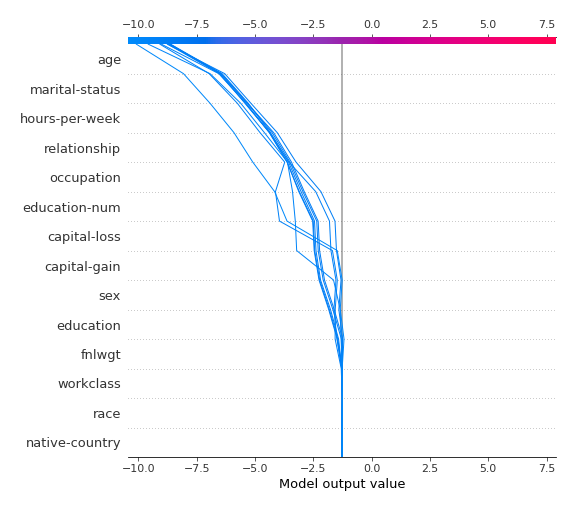 −10.0 −7.5 −5.0 −2.5 0.0 2.5 5.0 7.5
age
marital-status
hours-per-week
relationship
occupation
education-num
capital-loss
capital-gain
sex
education
fnlwgt
workclass
race
native-country
−10.0 −7.5 −5.0 −2.5 0.0 2.5 5.0 7.5
Model output value